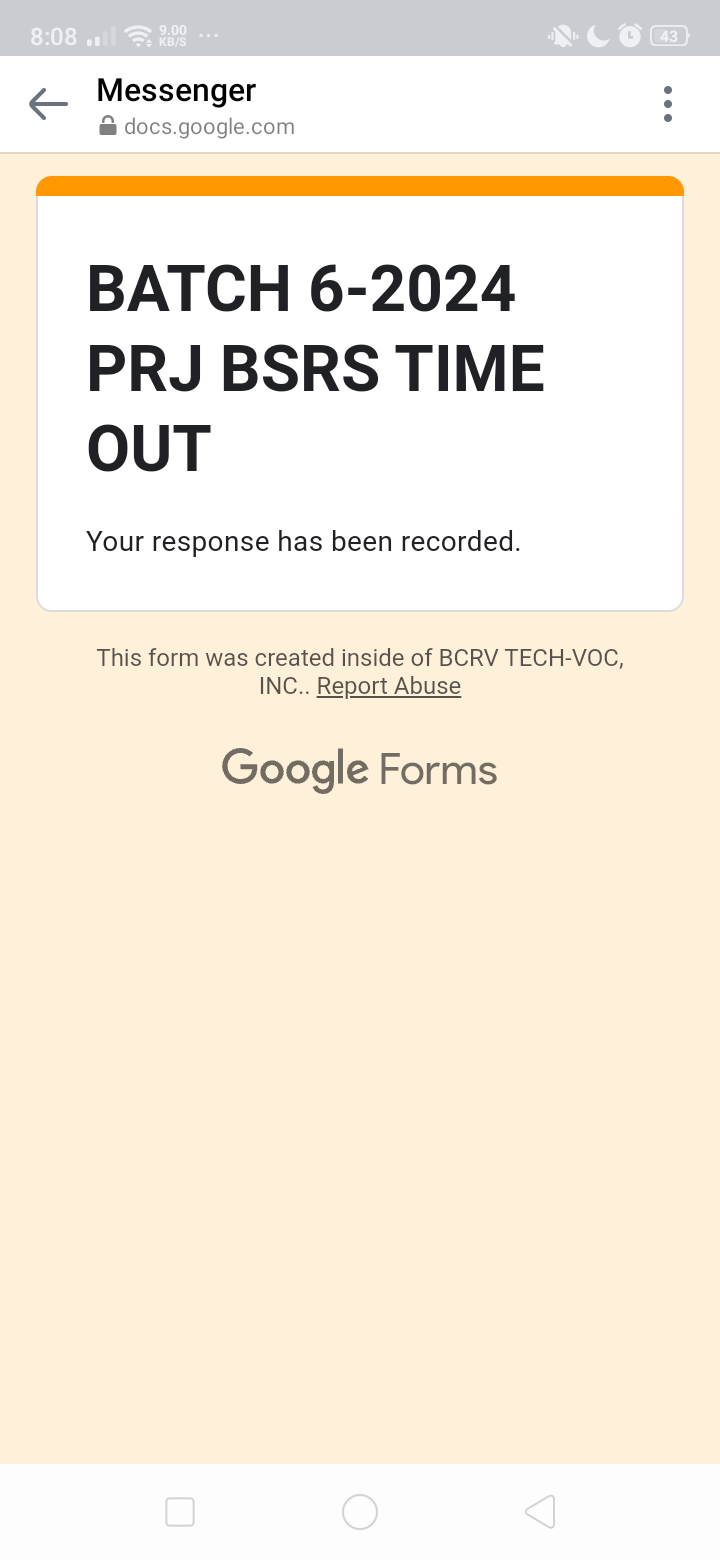 8:08 9.00 KB/S 43
Messenger
docs.google.com
BATCH 6-2024
PRJ BSRS TIME
OUT
Your response has been recorded.
This form was created inside of BCRV TECH-VOC,
INC.. Report Abuse
Google Forms